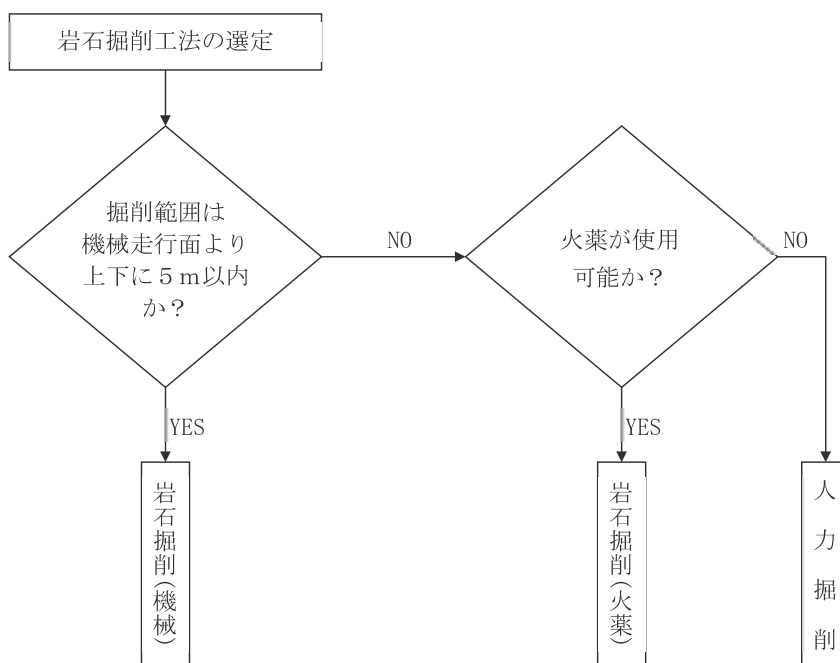 岩石掘削工法の選定
掘削範囲は
機械走行面より
上下に５ｍ以内
か？
NO
火薬が使用
可能か？
NO
YES
YES
岩石掘削(機械)
岩石掘削(火薬)
人力掘削